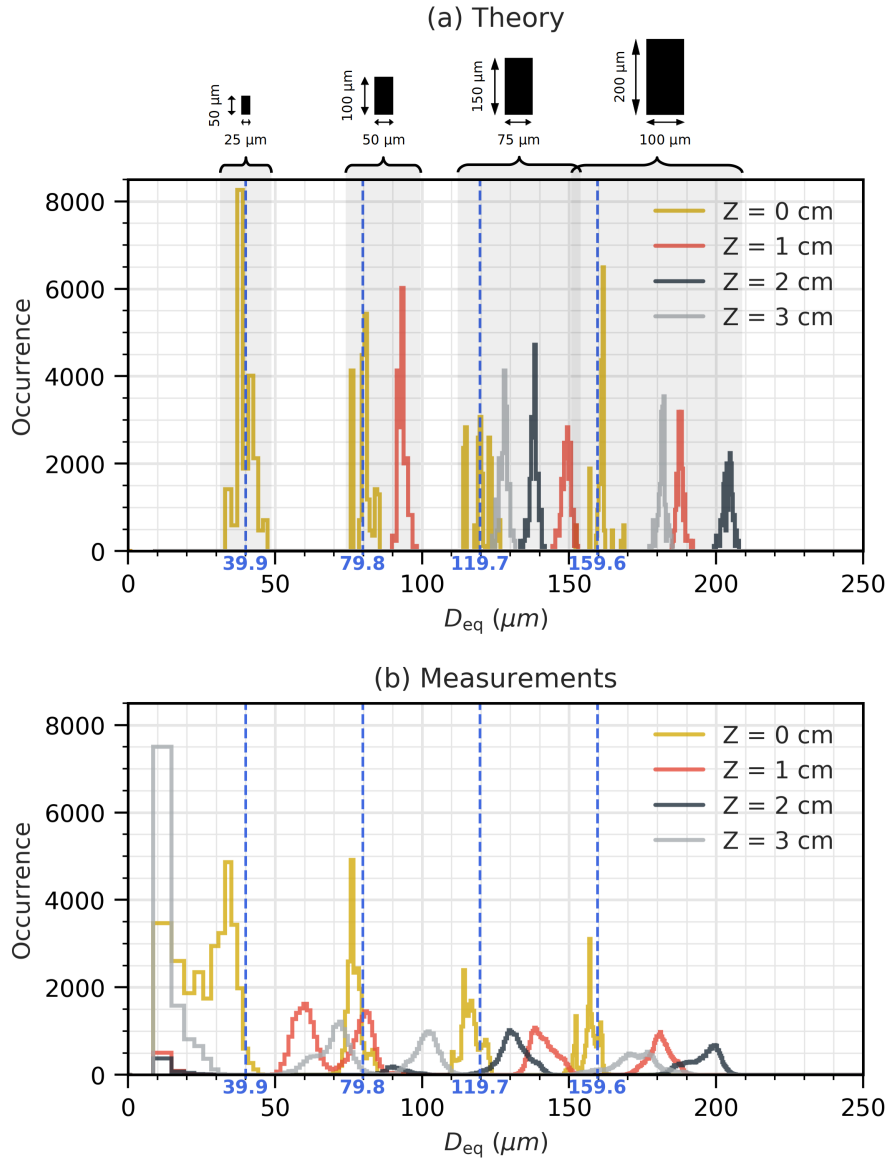 (a) Theory
50 μm
100 μm
150 μm
200 μm
25 μm
50 μm
75 μm
100 μm
8000
6000
4000
2000
0
Occurrence
Z = 0 cm
Z = 1 cm
Z = 2 cm
Z = 3 cm
39.9
79.8
119.7
159.6
0
50
100
150
200
250
D_eq (μm)
(b) Measurements
8000
6000
4000
2000
0
Occurrence
Z = 0 cm
Z = 1 cm
Z = 2 cm
Z = 3 cm
39.9
79.8
119.7
159.6
0
50
100
150
200
250
D_eq (μm)